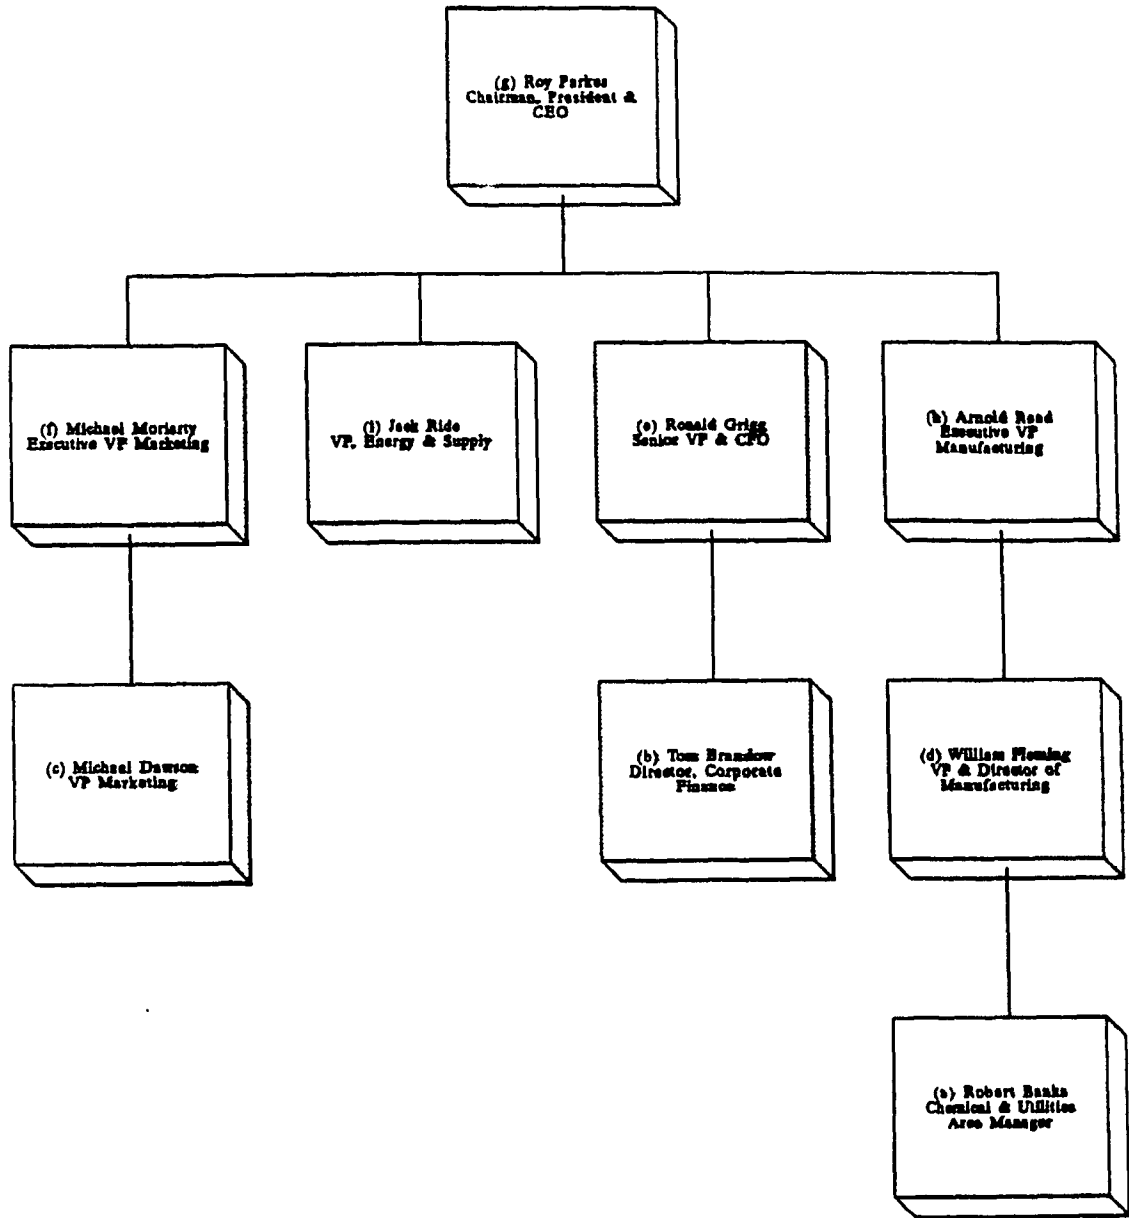 (g) Roy Parkes
Chairman, President &
CEO
(f) Michael Moriarty
Executive VP Marketing
(i) Jack Ride
VP, Energy & Supply
(e) Ronald Grigg
Senior VP & CFO
(h) Arnold Read
Executive VP
Manufacturing
(c) Michael Dawson
VP Marketing
(b) Tom Brandow
Director, Corporate
Finance
(d) William Fleming
VP & Director of
Manufacturing
(a) Robert Banks
Chemical & Utilities
Area Manager